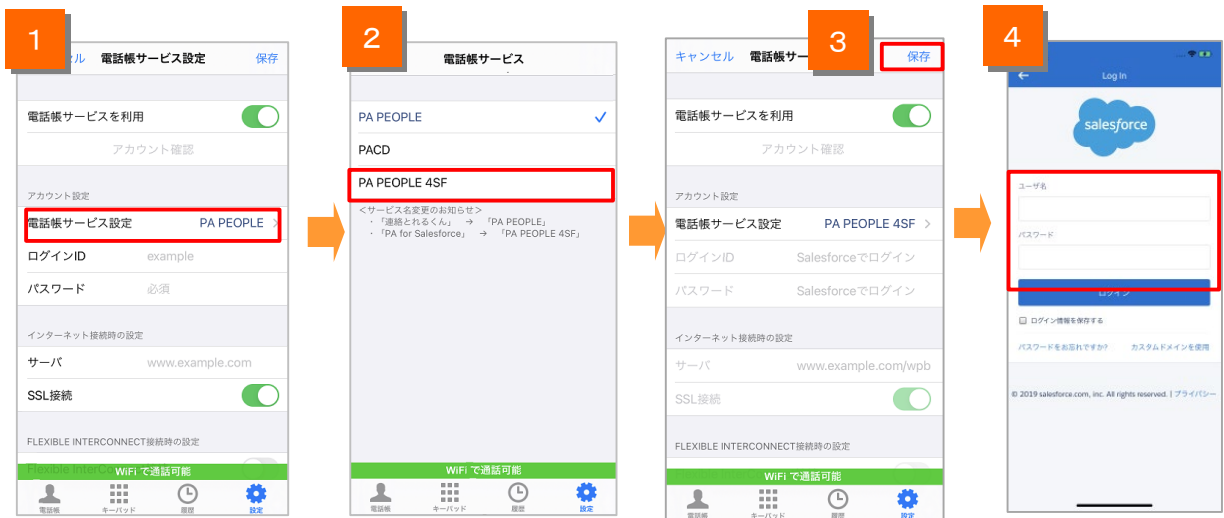 1
ル 電話帳サービス設定 保存
電話帳サービスを利用
アカウント確認
アカウント設定
電話帳サービス設定 PA PEOPLE
ログインID example
パスワード 必須
インターネット接続時の設定
サーバ www.example.com
SSL接続
FLEXIBLE INTERCONNECT接続時の設定
WiFi で通話可能
電話帳 キーパッド 履歴 設定
2
電話帳サービス
PA PEOPLE
PACD
PA PEOPLE 4SF
＜サービス名変更のお知らせ＞
・「連絡とれるくん」 → 「PA PEOPLE」
・「PA for Salesforce」 → 「PA PEOPLE 4SF」
WiFi で通話可能
電話帳 キーパッド 履歴 設定
3
キャンセル 電話帳サー 保存
電話帳サービスを利用
アカウント確認
アカウント設定
電話帳サービス設定 PA PEOPLE 4SF
ログインID Salesforceでログイン
パスワード Salesforceでログイン
インターネット接続時の設定
サーバ www.example.com/wpb
SSL接続
FLEXIBLE INTERCONNECT接続時の設定
WiFi で通話可能
電話帳 キーパッド 履歴 設定
4
Log In
salesforce
ユーザ名
パスワード
ログイン
ログイン情報を保存する
パスワードをお忘れですか? カスタムドメインを使用
© 2019 salesforce.com, inc. All rights reserved. | プライバシー